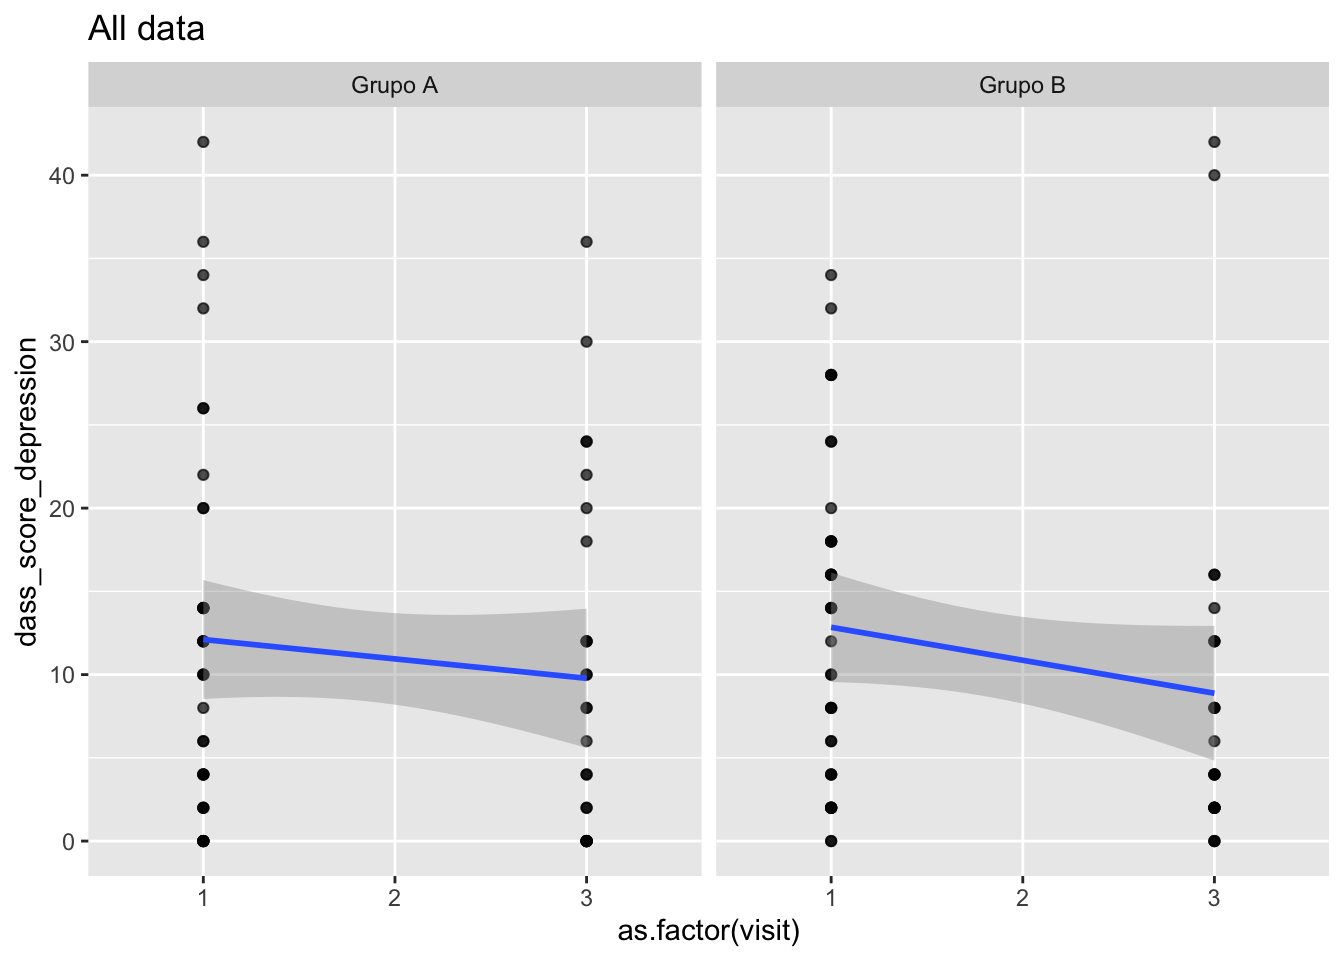 All data
Grupo A Grupo B
dass_score_depression
40
30
20
10
0
1 2 3 1 2 3
as.factor(visit)